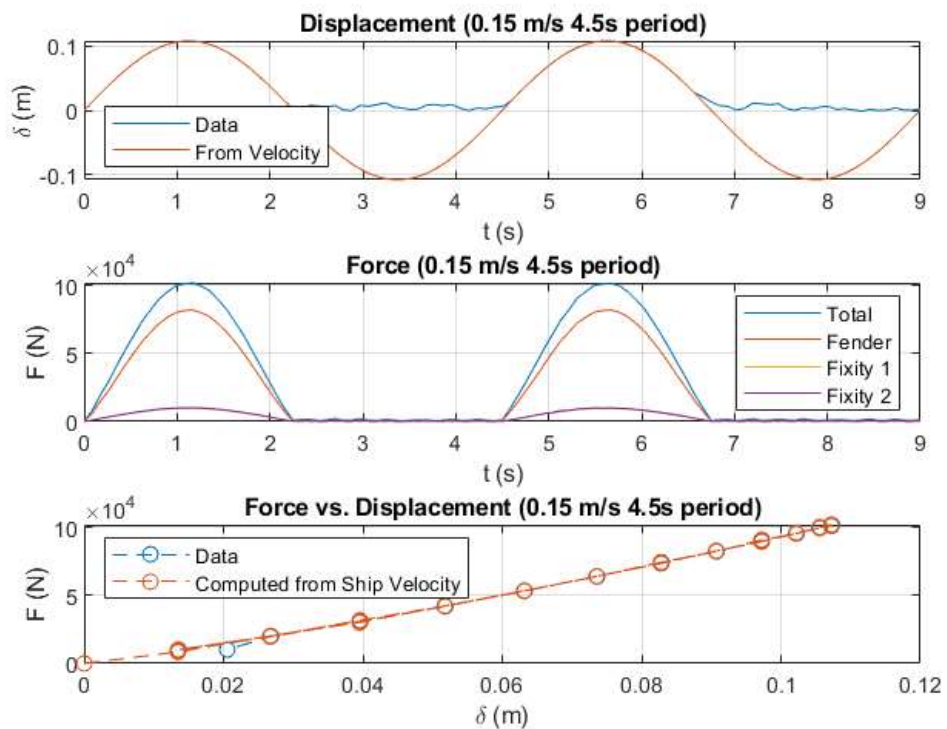 Displacement (0.15 m/s 4.5s period)
0.1
0
-0.1
δ (m)
Data
From Velocity
0 1 2 3 4 5 6 7 8 9
t (s)
Force (0.15 m/s 4.5s period)
×10⁴
10
5
0
F (N)
Total
Fender
Fixity 1
Fixity 2
0 1 2 3 4 5 6 7 8 9
t (s)
Force vs. Displacement (0.15 m/s 4.5s period)
×10⁴
10
5
0
F (N)
Data
Computed from Ship Velocity
0 0.02 0.04 0.06 0.08 0.1 0.12
δ (m)